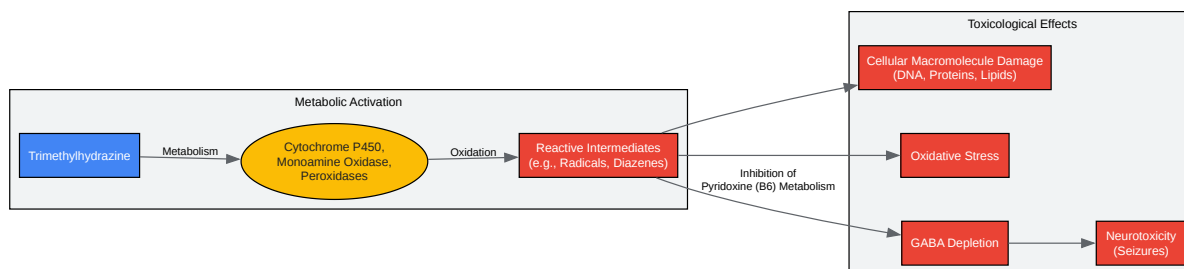 Toxicological Effects
Cellular Macromolecule Damage
(DNA, Proteins, Lipids)
Metabolic Activation
Trimethylhydrazine
Metabolism
Cytochrome P450,
Monoamine Oxidase,
Peroxidases
Oxidation
Reactive Intermediates
(e.g., Radicals, Diazenes)
Oxidative Stress
Inhibition of
Pyridoxine (B6) Metabolism
GABA Depletion
Neurotoxicity
(Seizures)